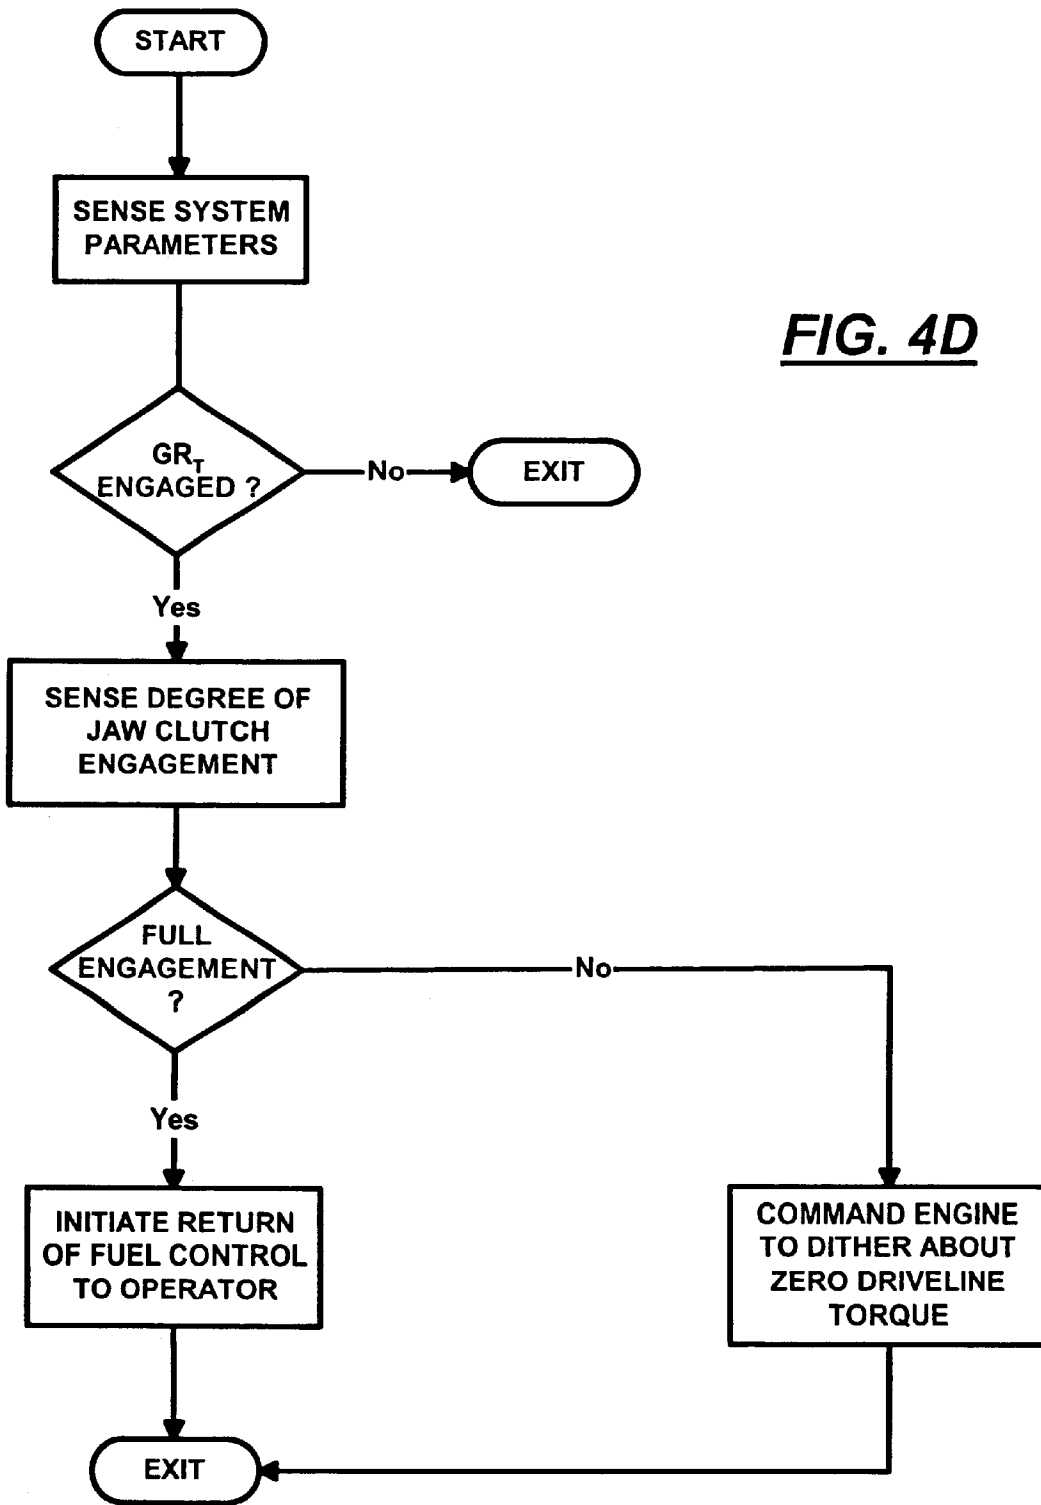 START
SENSE SYSTEM
PARAMETERS
FIG. 4D
GR_T
ENGAGED ?
No
EXIT
Yes
SENSE DEGREE OF
JAW CLUTCH
ENGAGEMENT
FULL
ENGAGEMENT
?
No
Yes
INITIATE RETURN
OF FUEL CONTROL
TO OPERATOR
COMMAND ENGINE
TO DITHER ABOUT
ZERO DRIVELINE
TORQUE
EXIT